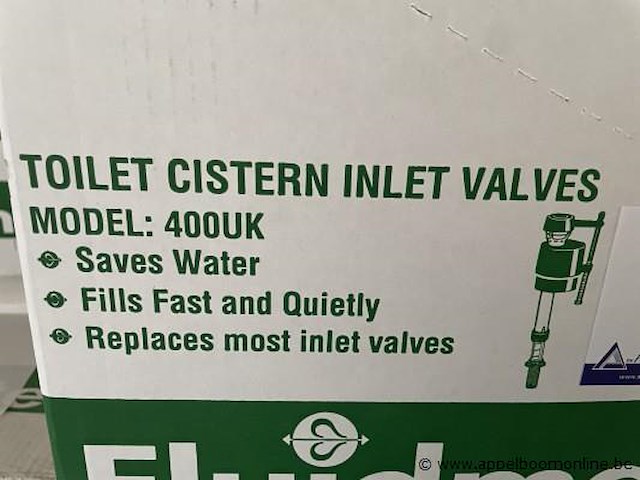 TOILET CISTERN INLET VALVES
MODEL: 400UK
Saves Water
Fills Fast and Quietly
Replaces most inlet valves
Fluidm
© www.appelboomonline.be